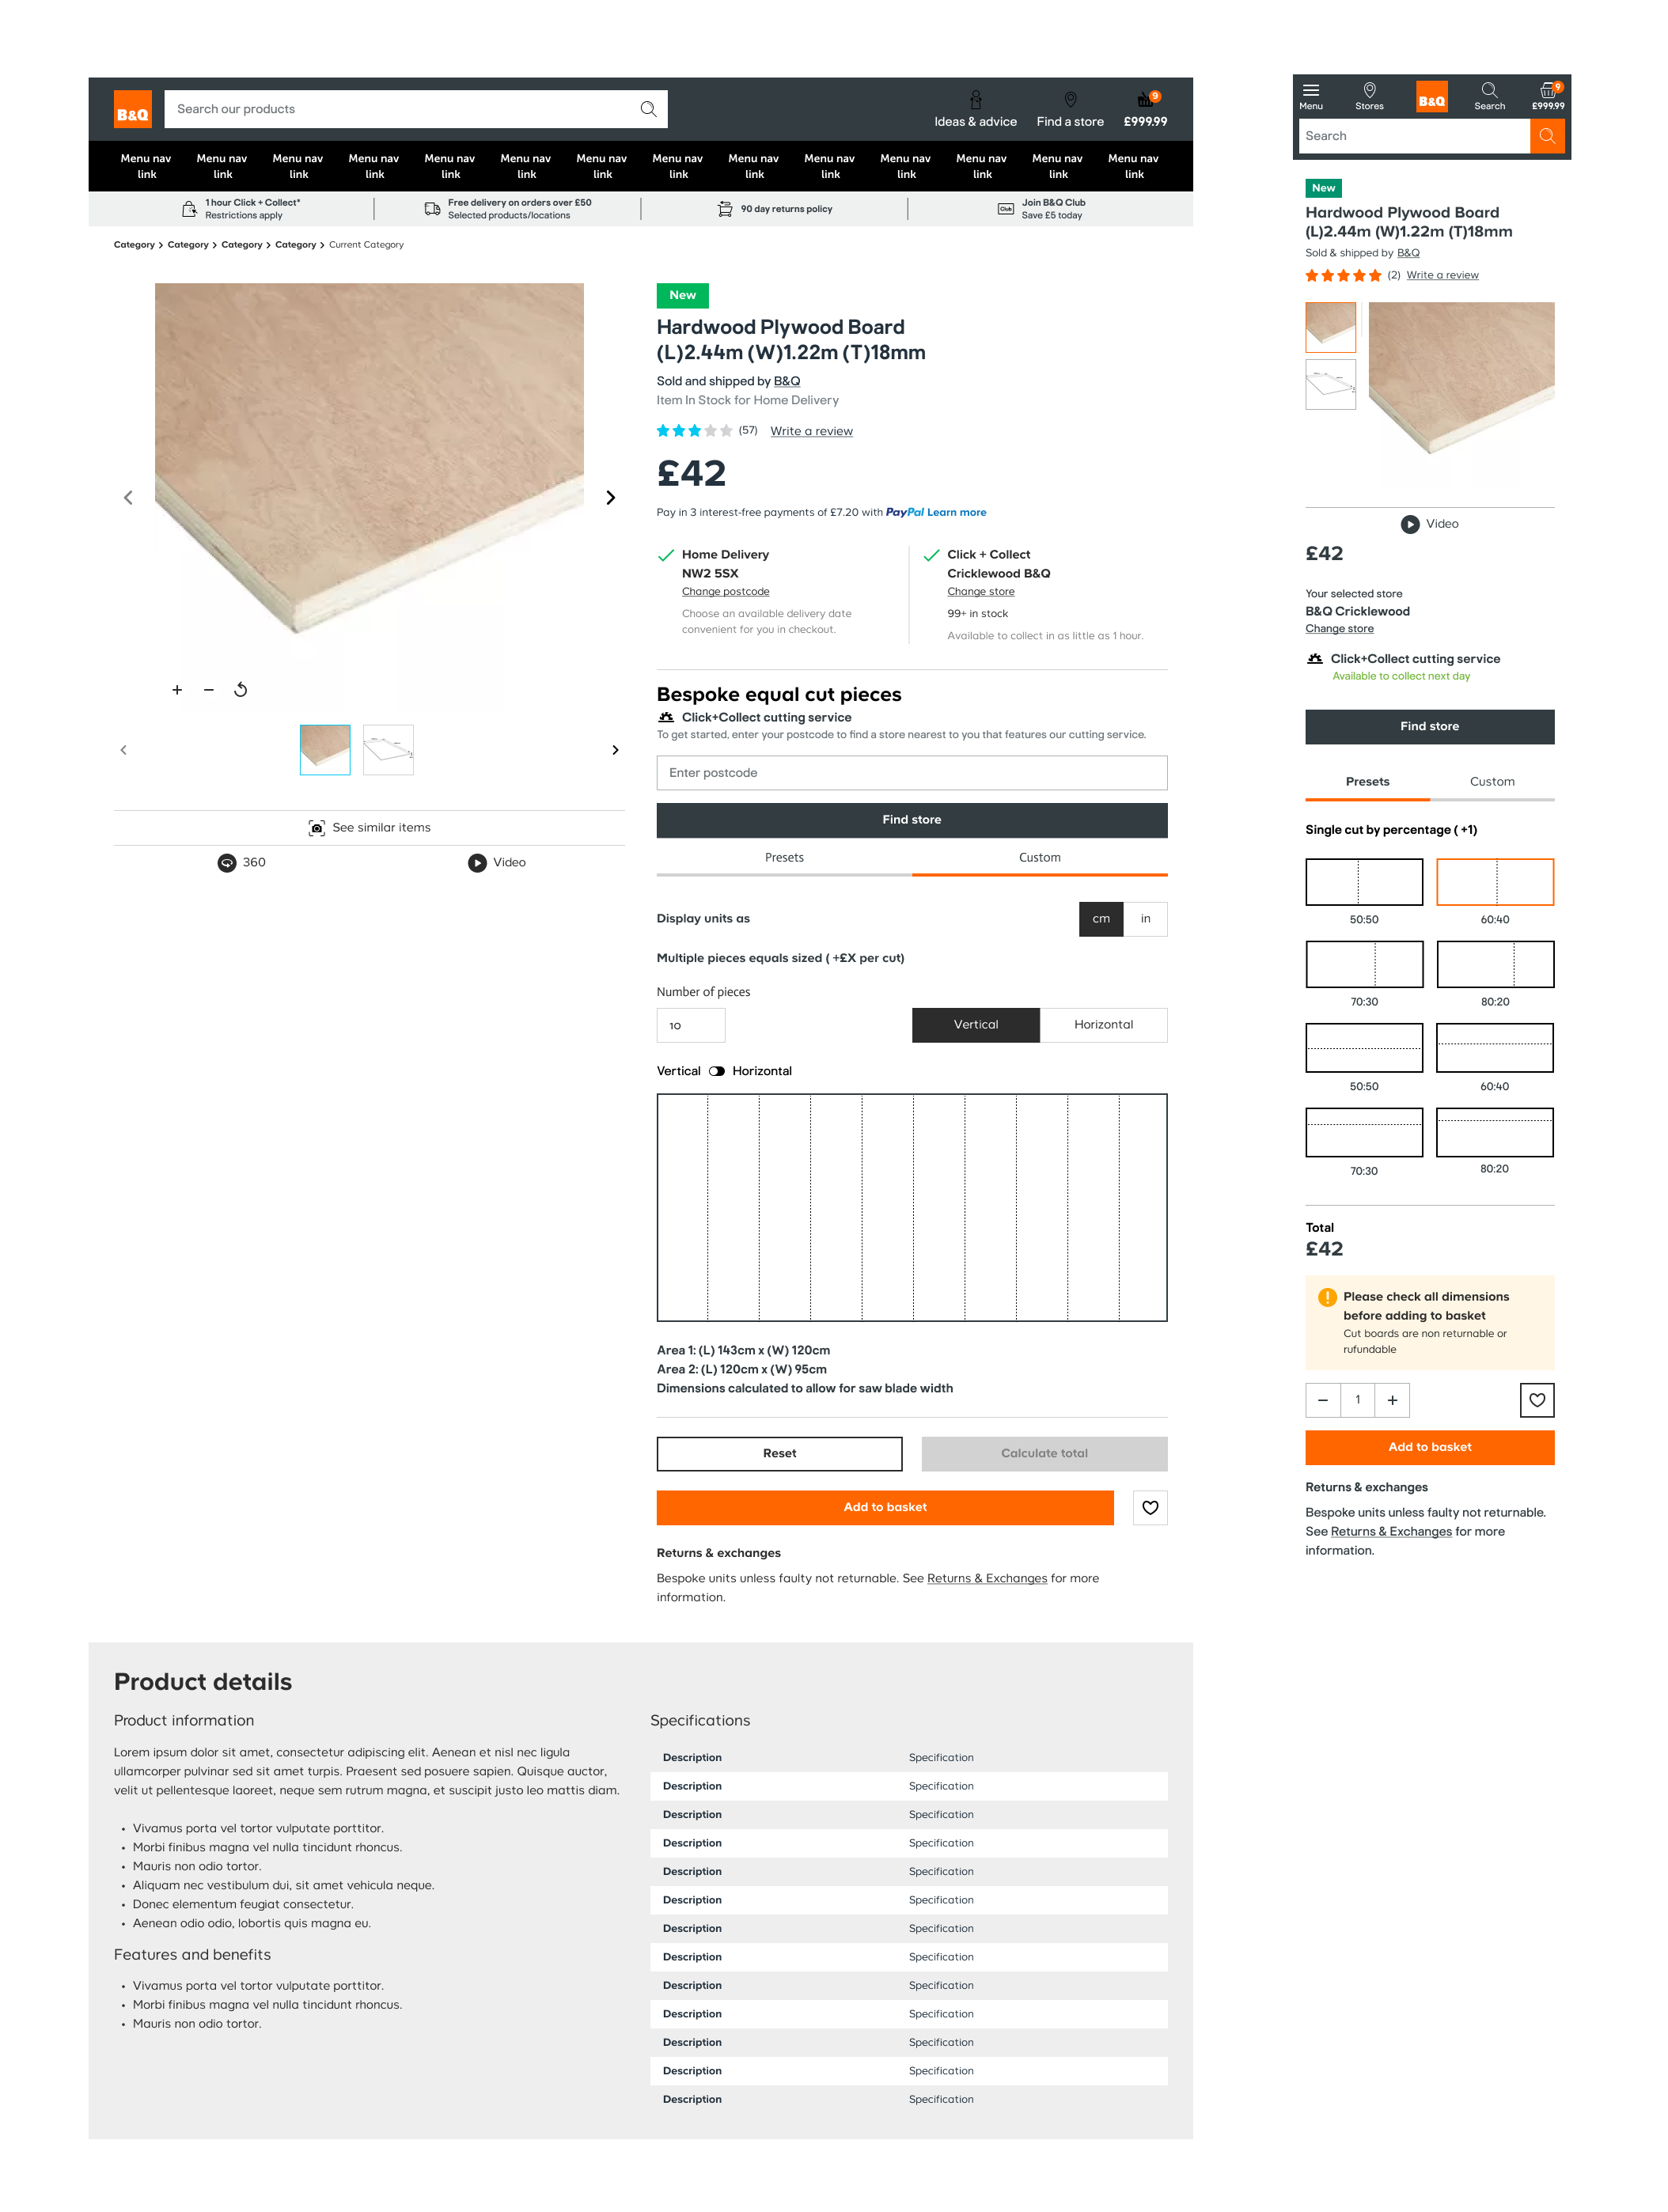 B&Q
Search our products
Ideas & advice
Find a store
9
£999.99
Menu nav link
Menu nav link
Menu nav link
Menu nav link
Menu nav link
Menu nav link
Menu nav link
Menu nav link
Menu nav link
Menu nav link
Menu nav link
Menu nav link
Menu nav link
Menu nav link
1 hour Click + Collect*
Restrictions apply
Free delivery on orders over £50
Selected products/locations
90 day returns policy
Club
Join B&Q Club
Save £5 today
Category > Category > Category > Category > Current Category
See similar items
360
Video
New
Hardwood Plywood Board
(L)2.44m (W)1.22m (T)18mm
Sold and shipped by B&Q
Item In Stock for Home Delivery
(57) Write a review
£42
Pay in 3 interest-free payments of £7.20 with PayPal Learn more
Home Delivery
NW2 5SX
Change postcode
Choose an available delivery date
convenient for you in checkout.
Click + Collect
Cricklewood B&Q
Change store
99+ in stock
Available to collect in as little as 1 hour.
Bespoke equal cut pieces
Click+Collect cutting service
To get started, enter your postcode to find a store nearest to you that features our cutting service.
Enter postcode
Find store
Presets
Custom
Display units as
cm
in
Multiple pieces equals sized ( +£X per cut)
Number of pieces
10
Vertical
Horizontal
Vertical
Horizontal
Area 1: (L) 143cm x (W) 120cm
Area 2: (L) 120cm x (W) 95cm
Dimensions calculated to allow for saw blade width
Reset
Calculate total
Add to basket
Returns & exchanges
Bespoke units unless faulty not returnable. See Returns & Exchanges for more
information.
Product details
Product information
Lorem ipsum dolor sit amet, consectetur adipiscing elit. Aenean et nisl nec ligula
ullamcorper pulvinar sed sit amet turpis. Praesent sed posuere sapien. Quisque auctor,
velit ut pellentesque laoreet, neque sem rutrum magna, et suscipit justo leo mattis diam.
• Vivamus porta vel tortor vulputate porttitor.
• Morbi finibus magna vel nulla tincidunt rhoncus.
• Mauris non odio tortor.
• Aliquam nec vestibulum dui, sit amet vehicula neque.
• Donec elementum feugiat consectetur.
• Aenean odio odio, lobortis quis magna eu.
Features and benefits
• Vivamus porta vel tortor vulputate porttitor.
• Morbi finibus magna vel nulla tincidunt rhoncus.
• Mauris non odio tortor.
Specifications
Description Specification
Description Specification
Description Specification
Description Specification
Description Specification
Description Specification
Description Specification
Description Specification
Description Specification
Description Specification
Description Specification
Description Specification
Description Specification
Menu
Stores
B&Q
Search
9
£999.99
Search
New
Hardwood Plywood Board
(L)2.44m (W)1.22m (T)18mm
Sold & shipped by B&Q
(2) Write a review
Video
£42
Your selected store
B&Q Cricklewood
Change store
Click+Collect cutting service
Available to collect next day
Find store
Presets
Custom
Single cut by percentage ( +1)
50:50
60:40
70:30
80:20
50:50
60:40
70:30
80:20
Total
£42
Please check all dimensions
before adding to basket
Cut boards are non returnable or
rufundable
1
Add to basket
Returns & exchanges
Bespoke units unless faulty not returnable.
See Returns & Exchanges for more
information.